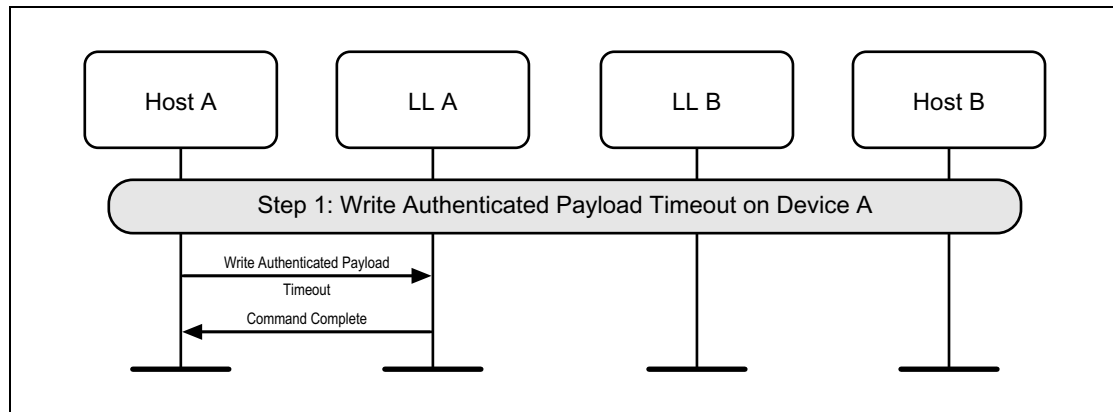 Host A
LL A
LL B
Host B
Step 1: Write Authenticated Payload Timeout on Device A
Write Authenticated Payload
Timeout
Command Complete